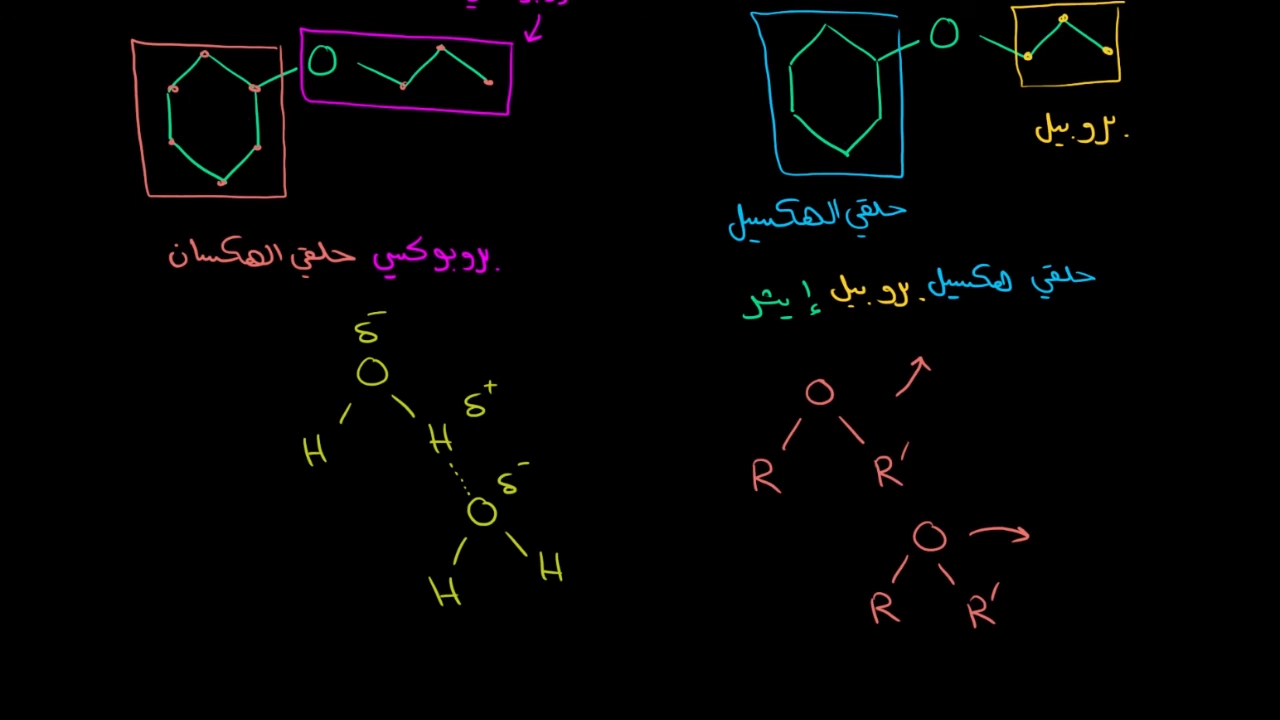 O
O
بروبيل
حلقي الهكسيل
بروبوكسي حلقي الهكسان
حلقي هكسيل بروبيل إيثر
δ⁻
O
δ⁺
H
H
δ⁻
O
H
H
O
R
R′
O
R
R′